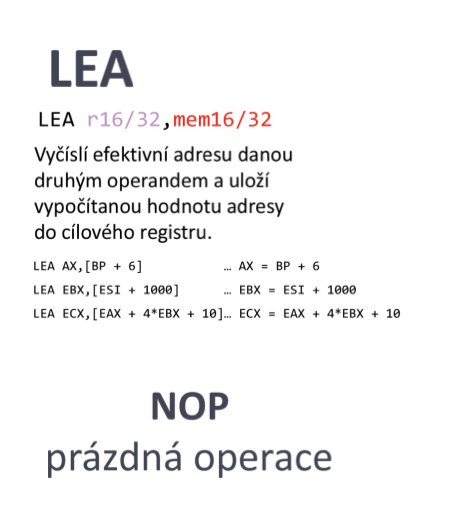 LEA
LEA r16/32,mem16/32
Vyčíslí efektivní adresu danou
druhým operandem a uloží
vypočítanou hodnotu adresy
do cílového registru.
LEA AX,[BP + 6] … AX = BP + 6
LEA EBX,[ESI + 1000] … EBX = ESI + 1000
LEA ECX,[EAX + 4*EBX + 10]… ECX = EAX + 4*EBX + 10
NOP
prázdná operace